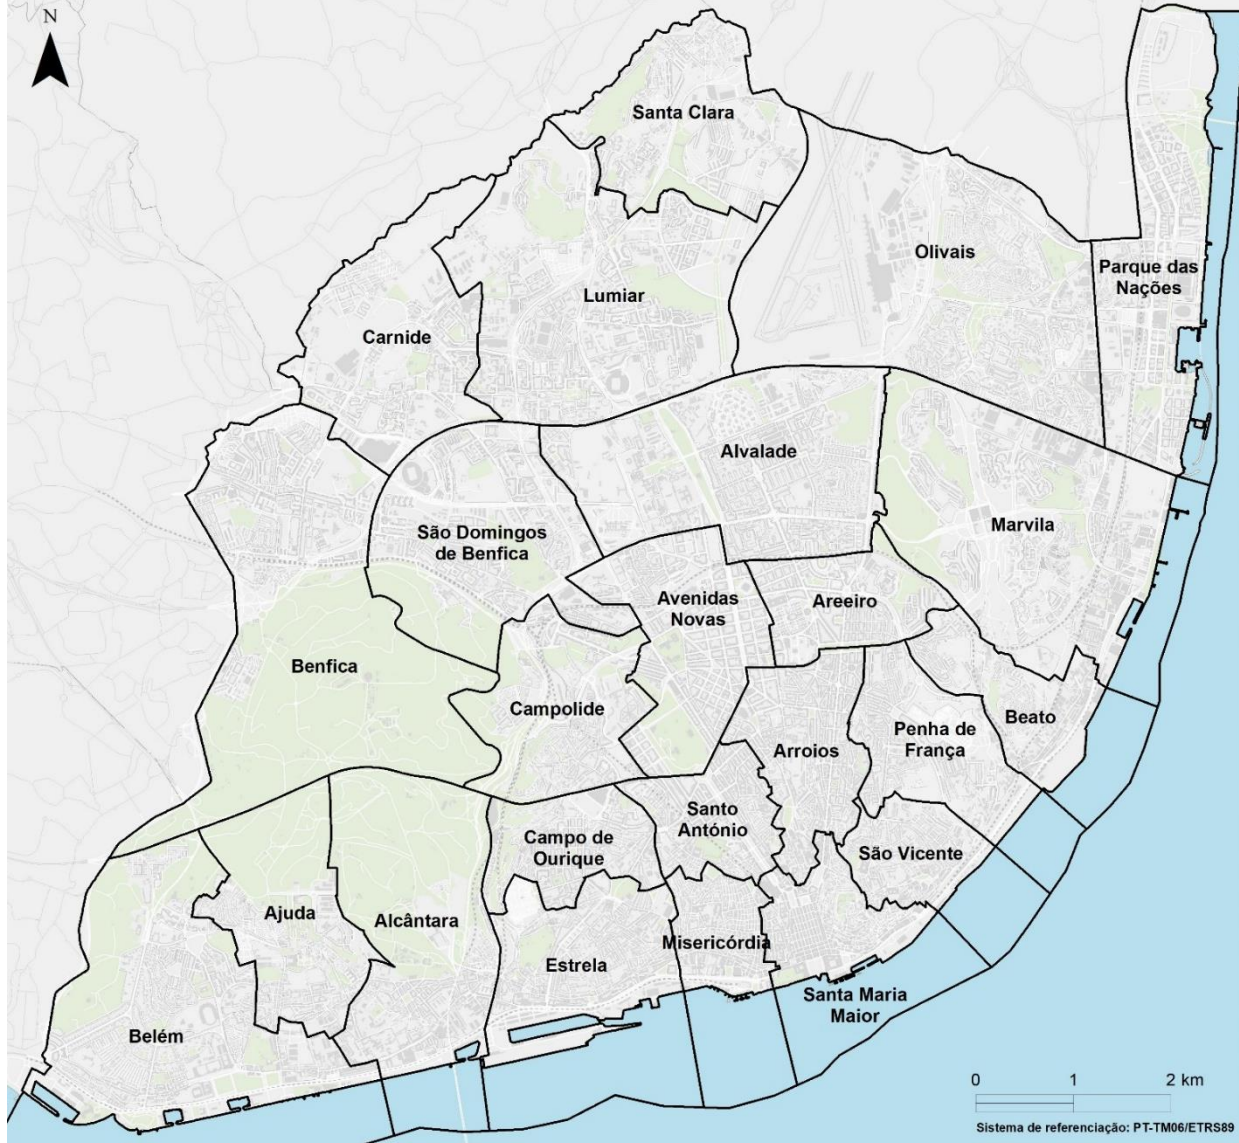 N
Santa Clara
Olivais
Parque das
Nações
Lumiar
Carnide
Alvalade
São Domingos
de Benfica
Marvila
Avenidas
Novas
Areeiro
Benfica
Campolide
Beato
Penha de
França
Arroios
Santo
António
Campo de
Ourique
São Vicente
Ajuda
Alcântara
Misericórdia
Estrela
Santa Maria
Maior
Belém
0 1 2 km
Sistema de referenciação: PT-TM06/ETRS89